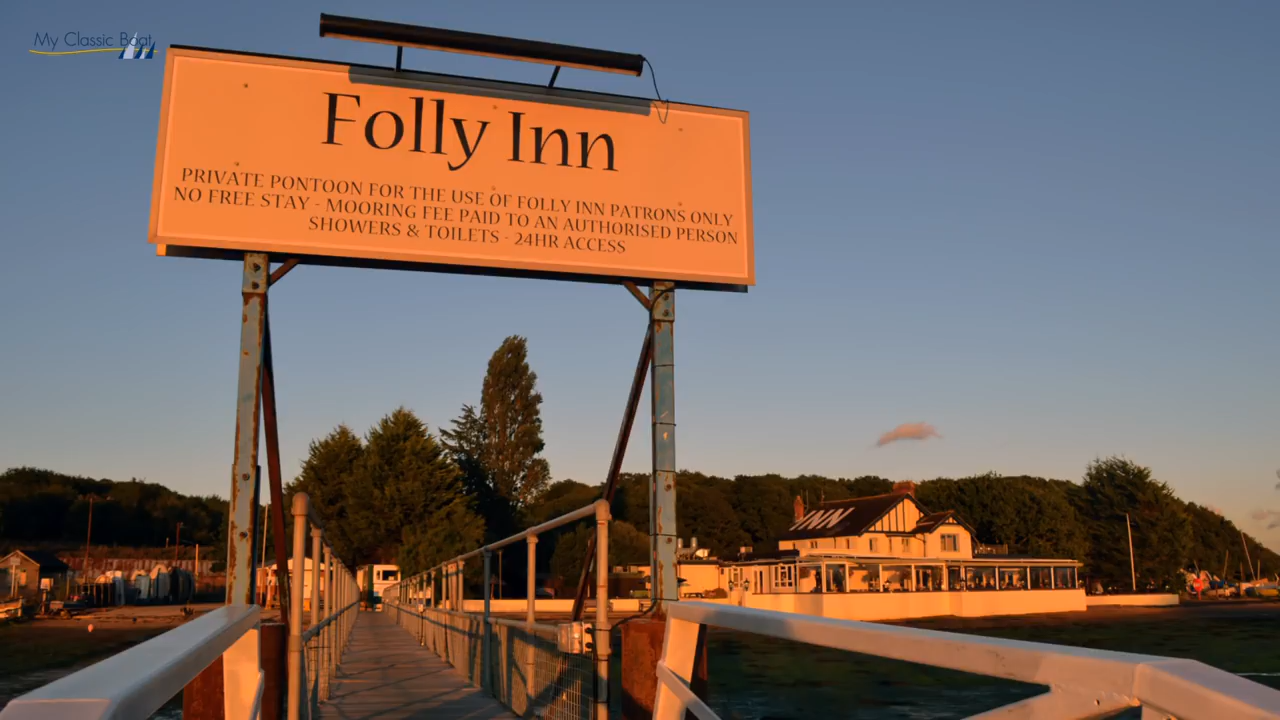 My Classic Boat
Folly Inn
PRIVATE PONTOON FOR THE USE OF FOLLY INN PATRONS ONLY
NO FREE STAY - MOORING FEE PAID TO AN AUTHORISED PERSON
SHOWERS & TOILETS - 24HR ACCESS
INN